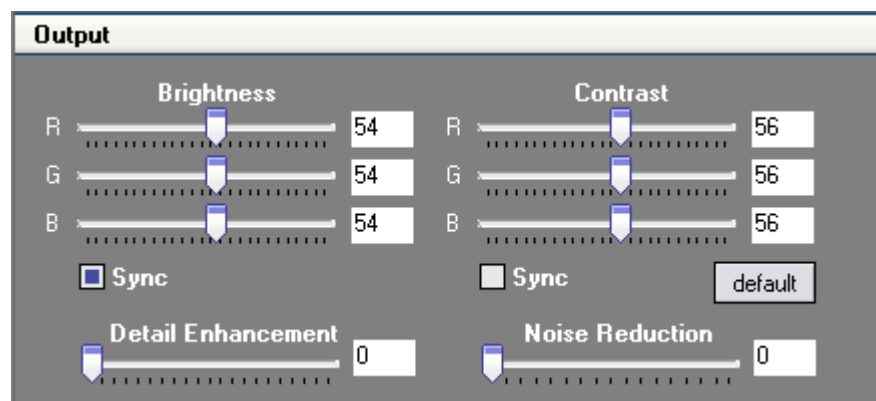 Output
Brightness Contrast
R 54 R 56
G 54 G 56
B 54 B 56
Sync Sync default
Detail Enhancement 0 Noise Reduction 0